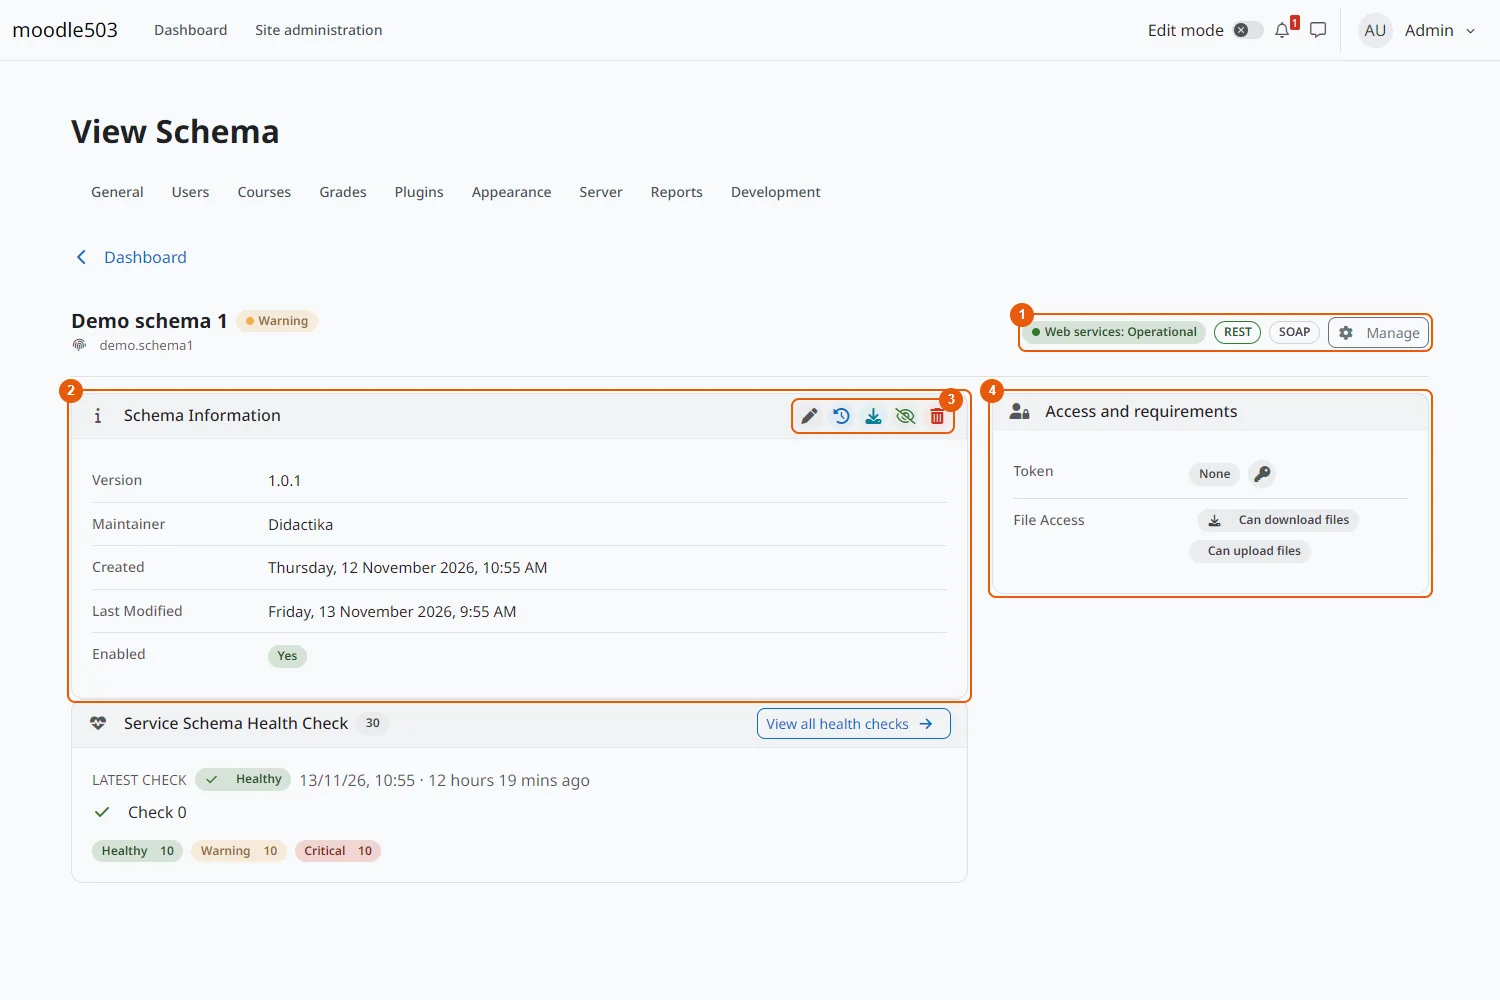 moodle503 Dashboard Site administration Edit mode 1 AU Admin
View Schema
General Users Courses Grades Plugins Appearance Server Reports Development
Dashboard
Demo schema 1 Warning
demo.schema1
1 Web services: Operational REST SOAP Manage
2 Schema Information 3
Version 1.0.1
Maintainer Didactika
Created Thursday, 12 November 2026, 10:55 AM
Last Modified Friday, 13 November 2026, 9:55 AM
Enabled Yes
4 Access and requirements
Token None
File Access Can download files
Can upload files
Service Schema Health Check 30 View all health checks
LATEST CHECK Healthy 13/11/26, 10:55 · 12 hours 19 mins ago
Check 0
Healthy 10 Warning 10 Critical 10